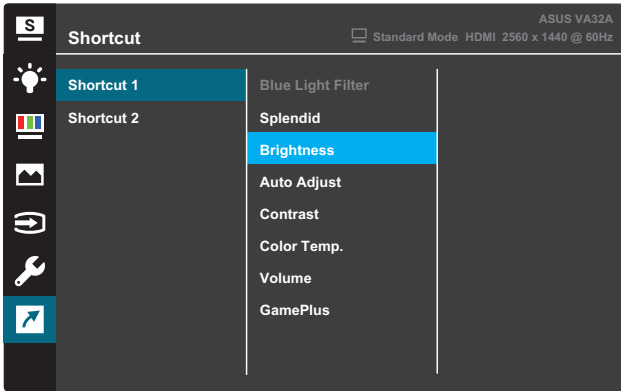 S
ASUS VA32A
Shortcut
Standard Mode HDMI 2560 x 1440 @ 60Hz
Shortcut 1
Blue Light Filter
Shortcut 2
Splendid
Brightness
Auto Adjust
Contrast
Color Temp.
Volume
GamePlus